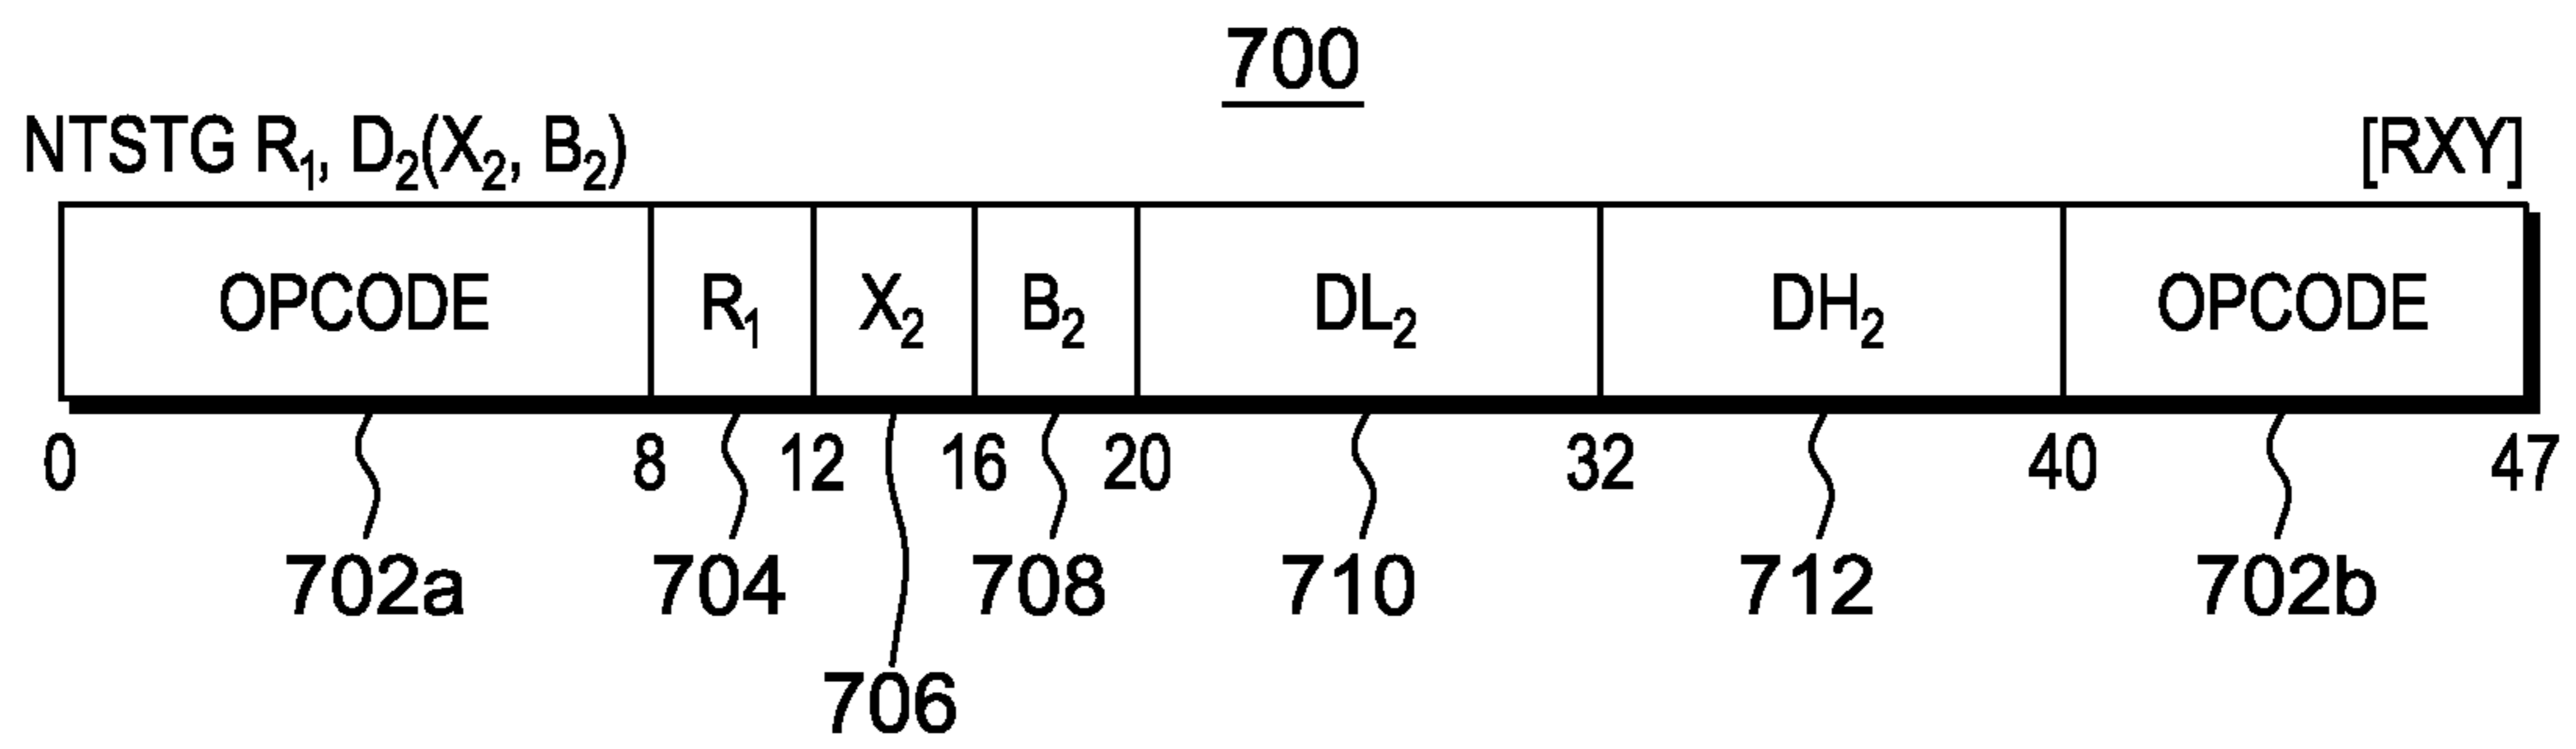 700
NTSTG R₁, D₂(X₂, B₂) [RXY]
OPCODE R₁ X₂ B₂ DL₂ DH₂ OPCODE
0 8 12 16 20 32 40 47
702a 704 708 710 712 702b
706